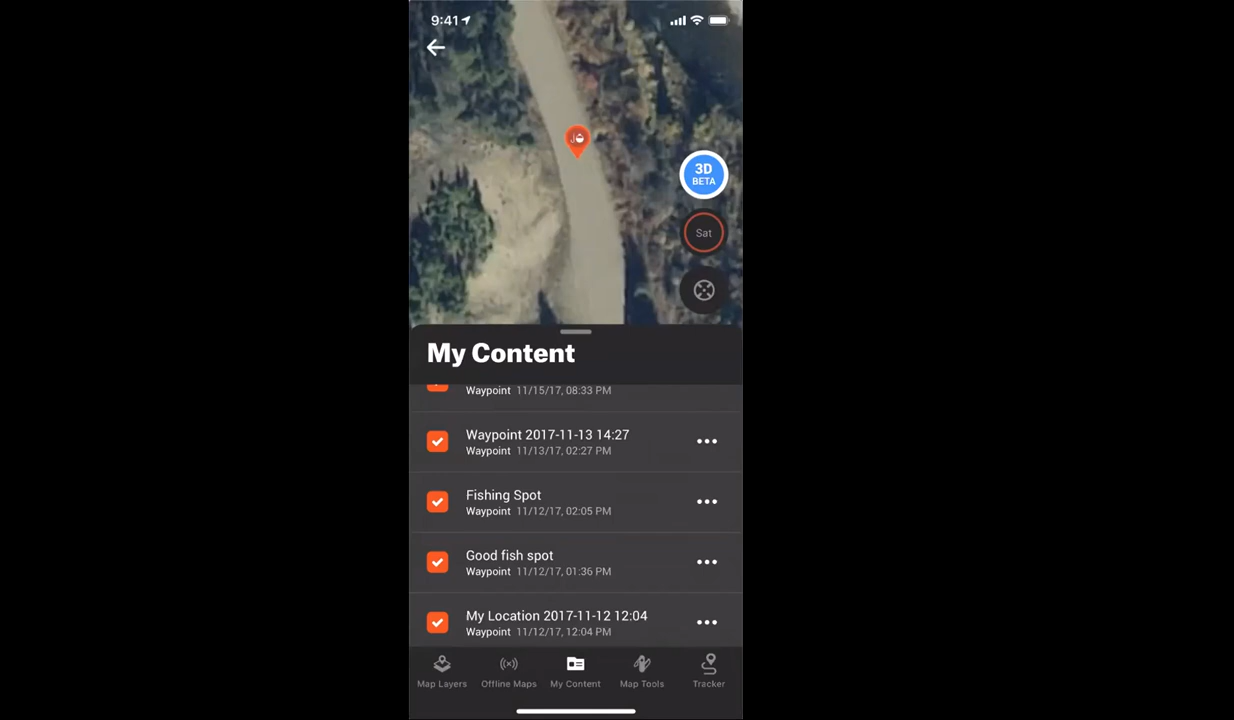 9:41
3D
BETA
Sat
My Content
Waypoint 11/15/17, 08:33 PM
Waypoint 2017-11-13 14:27
Waypoint 11/13/17, 02:27 PM
Fishing Spot
Waypoint 11/12/17, 02:05 PM
Good fish spot
Waypoint 11/12/17, 01:36 PM
My Location 2017-11-12 12:04
Waypoint 11/12/17, 12:04 PM
Map Layers Offline Maps My Content Map Tools Tracker